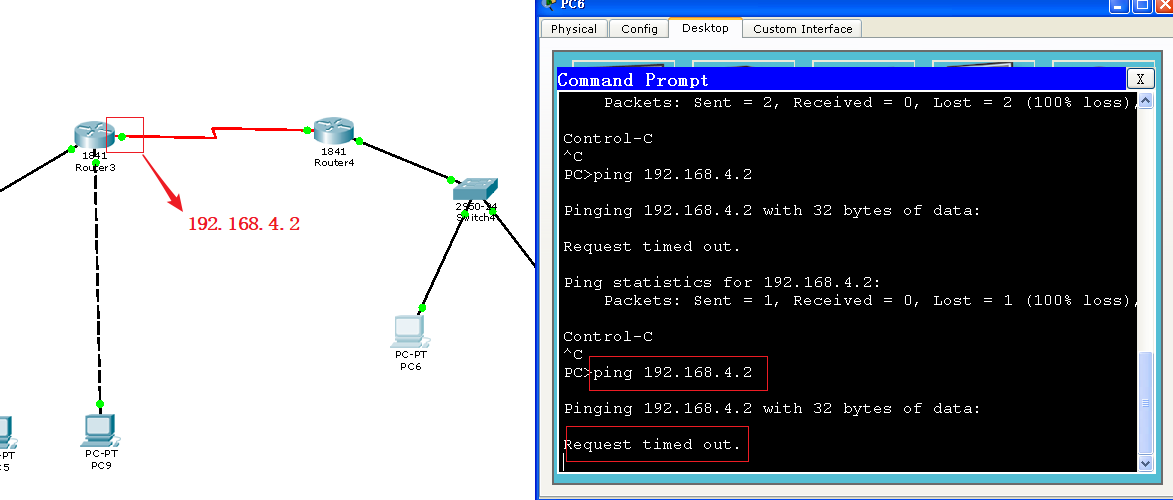 1841
Router3
192.168.4.2
1841
Router4
Switch4
PC-PT
PC6
PC-PT
PC9
PC6
Physical
Config
Desktop
Custom Interface
Command Prompt
X
Packets: Sent = 2, Received = 0, Lost = 2 (100% loss),
Control-C
^C
PC>ping 192.168.4.2
Pinging 192.168.4.2 with 32 bytes of data:
Request timed out.
Ping statistics for 192.168.4.2:
Packets: Sent = 1, Received = 0, Lost = 1 (100% loss),
Control-C
^C
PC>ping 192.168.4.2
Pinging 192.168.4.2 with 32 bytes of data:
Request timed out.